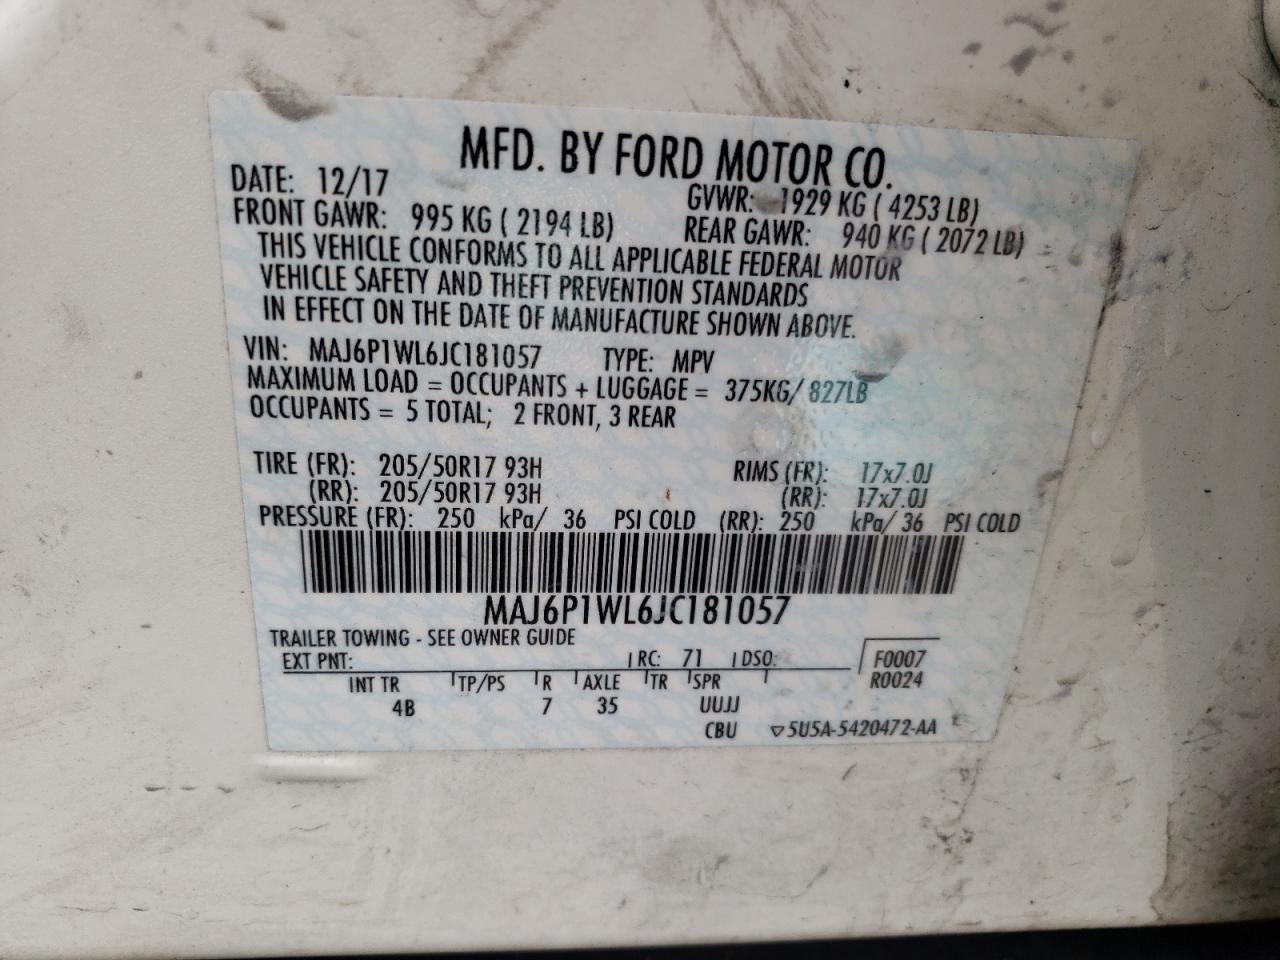 MFD. BY FORD MOTOR CO.
DATE: 12/17 GVWR: 1929 KG ( 4253 LB)
FRONT GAWR: 995 KG ( 2194 LB) REAR GAWR: 940 KG ( 2072 LB)
THIS VEHICLE CONFORMS TO ALL APPLICABLE FEDERAL MOTOR
VEHICLE SAFETY AND THEFT PREVENTION STANDARDS
IN EFFECT ON THE DATE OF MANUFACTURE SHOWN ABOVE.
VIN: MAJ6P1WL6JC181057 TYPE: MPV
MAXIMUM LOAD = OCCUPANTS + LUGGAGE = 375KG/ 827LB
OCCUPANTS = 5 TOTAL; 2 FRONT, 3 REAR
TIRE (FR): 205/50R17 93H RIMS (FR): 17x7.0J
(RR): 205/50R17 93H (RR): 17x7.0J
PRESSURE (FR): 250 kPa/ 36 PSI COLD (RR): 250 kPa/ 36 PSI COLD
MAJ6P1WL6JC181057
TRAILER TOWING - SEE OWNER GUIDE
EXT PNT: RC: 71 DSO: F0007
INT TR TP/PS R AXLE TR SPR R0024
4B 7 35 UUJJ
CBU ▽5U5A-5420472-AA